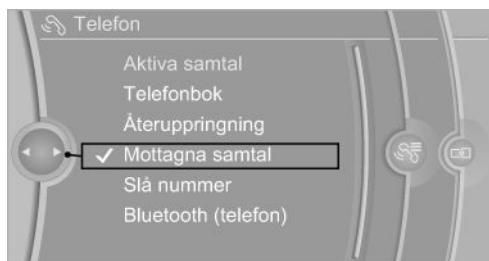 Telefon
Aktiva samtal
Telefonbok
Återuppringning
Mottagna samtal
Slå nummer
Bluetooth (telefon)